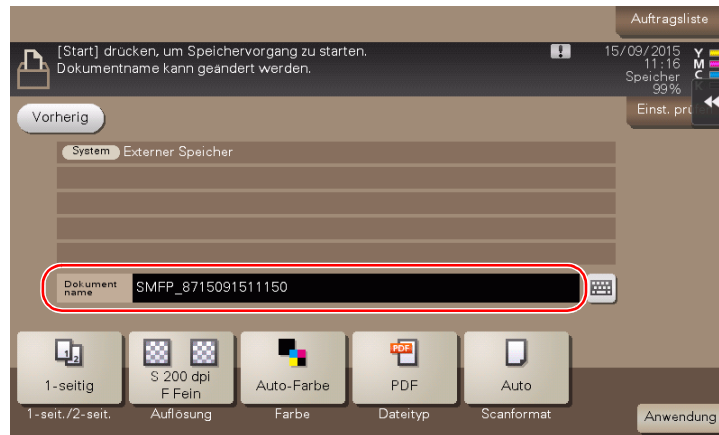 Auftragsliste
[Start] drücken, um Speichervorgang zu starten.
Dokumentname kann geändert werden.
15/09/2015
11:16
Speicher
99%
Y
M
C
K
Vorherig
Einst.
System Externer Speicher
Dokument
name
SMFP_8715091511150
1 2
S 200 dpi
F Fein
PDF
1-seitig
Auto-Farbe
PDF
Auto
1-seit./2-seit.
Auflösung
Farbe
Dateityp
Scanformat
Anwendung